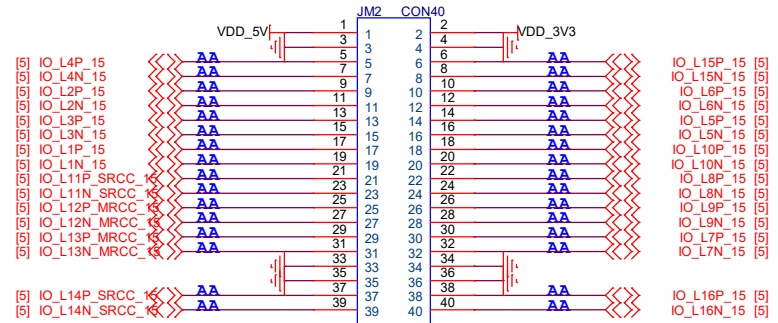 JM2 CON40
VDD_5V 1 1 2 2 VDD_3V3
3 3 4 4
[5] IO_L4P_15 AA 5 5 6 6 AA IO_L15P_15 [5]
[5] IO_L4N_15 AA 7 7 8 8 AA IO_L15N_15 [5]
[5] IO_L2P_15 AA 9 9 10 10 AA IO_L6P_15 [5]
[5] IO_L2N_15 AA 11 11 12 12 AA IO_L6N_15 [5]
[5] IO_L3P_15 AA 13 13 14 14 AA IO_L5P_15 [5]
[5] IO_L3N_15 AA 15 15 16 16 AA IO_L5N_15 [5]
[5] IO_L1P_15 AA 17 17 18 18 AA IO_L10P_15 [5]
[5] IO_L1N_15 AA 19 19 20 20 AA IO_L10N_15 [5]
[5] IO_L11P_SRCC_15 AA 21 21 22 22 AA IO_L8P_15 [5]
[5] IO_L11N_SRCC_15 AA 23 23 24 24 AA IO_L8N_15 [5]
[5] IO_L12P_MRCC_15 AA 25 25 26 26 AA IO_L9P_15 [5]
[5] IO_L12N_MRCC_15 AA 27 27 28 28 AA IO_L9N_15 [5]
[5] IO_L13P_MRCC_15 AA 29 29 30 30 AA IO_L7P_15 [5]
[5] IO_L13N_MRCC_15 AA 31 31 32 32 AA IO_L7N_15 [5]
33 33 34 34
35 35 36 36
[5] IO_L14P_SRCC_15 AA 37 37 38 38 AA IO_L16P_15 [5]
[5] IO_L14N_SRCC_15 AA 39 39 40 40 AA IO_L16N_15 [5]